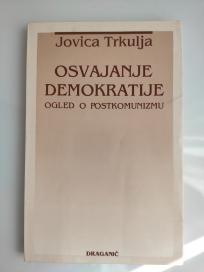 Jovica Trkulja
OSVAJANJE
DEMOKRATIJE
OGLED O POSTKOMUNIZMU
DRAGANIĆ